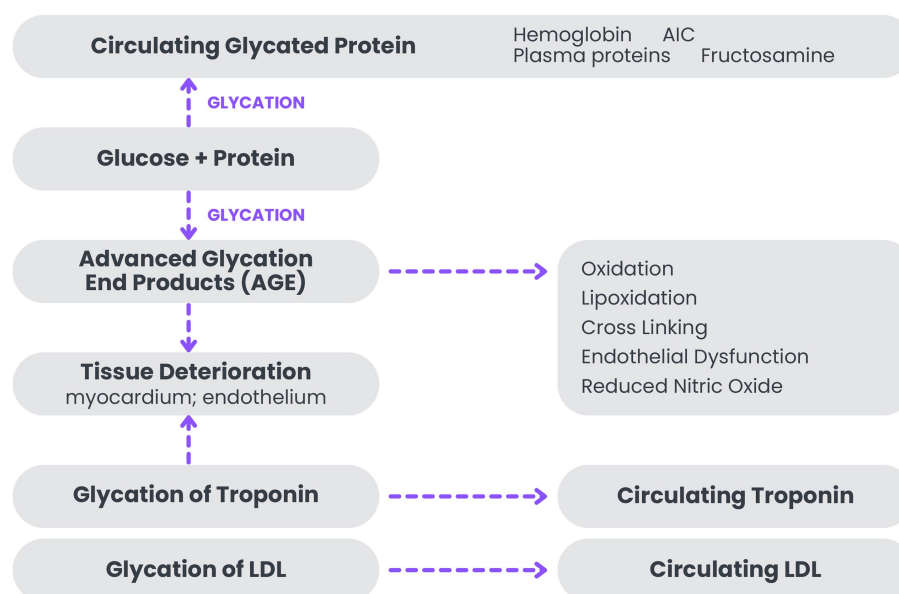 Circulating Glycated Protein
Hemoglobin AIC
Plasma proteins Fructosamine
GLYCATION
Glucose + Protein
GLYCATION
Advanced Glycation
End Products (AGE)
Oxidation
Lipoxidation
Cross Linking
Endothelial Dysfunction
Reduced Nitric Oxide
Tissue Deterioration
myocardium; endothelium
Glycation of Troponin
Circulating Troponin
Glycation of LDL
Circulating LDL